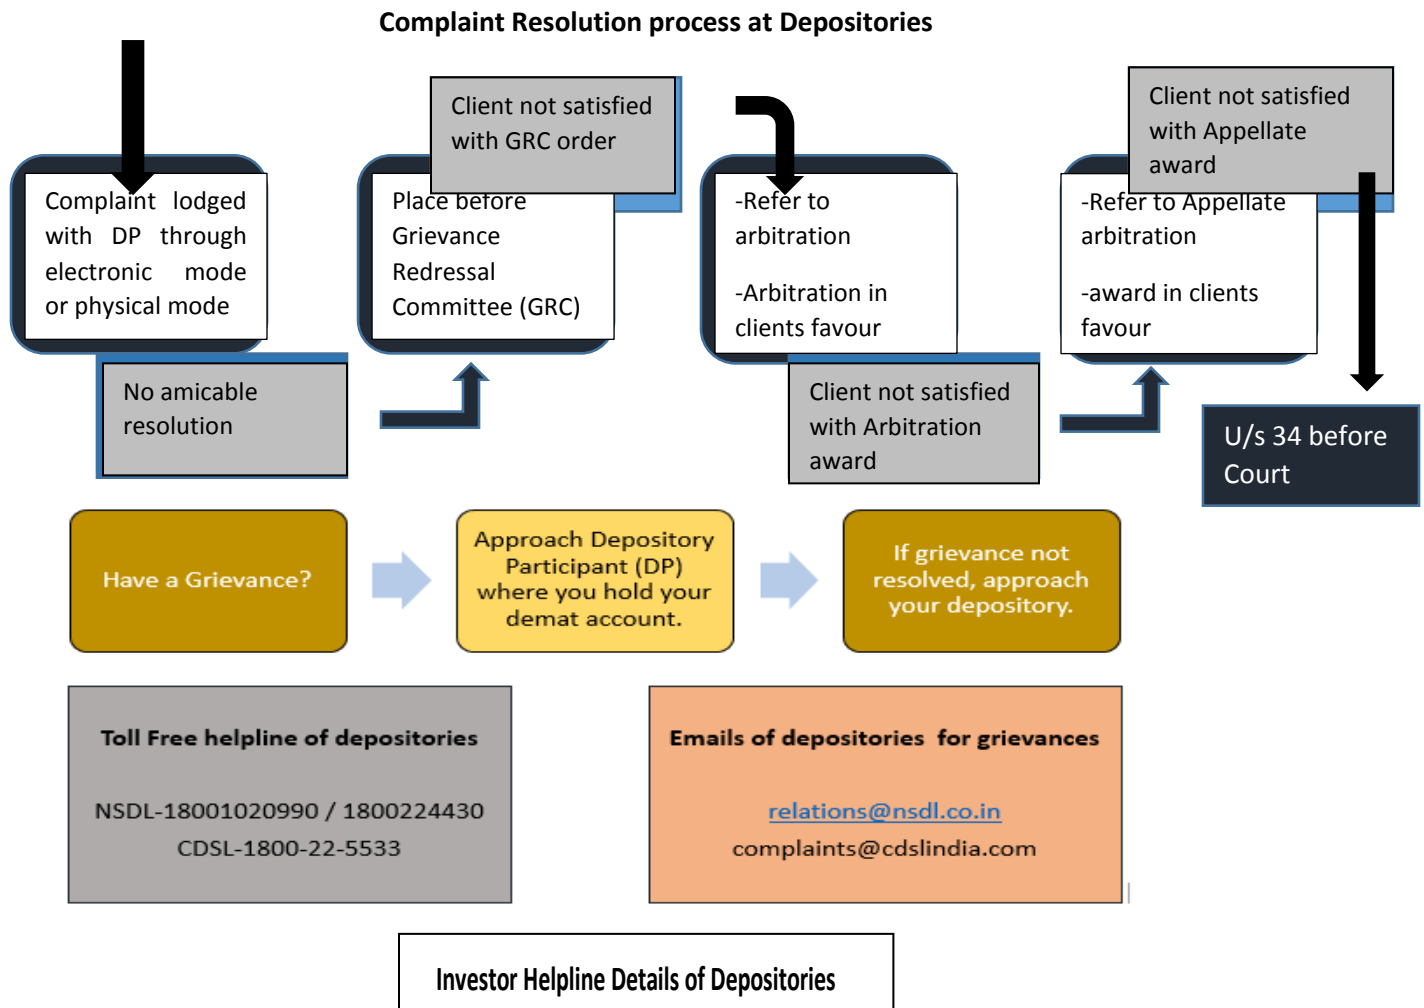 Complaint Resolution process at Depositories
Client not satisfied
with GRC order
Client not satisfied
with Appellate
award
Complaint lodged
with DP through
electronic mode
or physical mode
Place before
Grievance
Redressal
Committee (GRC)
-Refer to
arbitration
-Arbitration in
clients favour
-Refer to Appellate
arbitration
-award in clients
favour
No amicable
resolution
Client not satisfied
with Arbitration
award
U/s 34 before
Court
Have a Grievance?
Approach Depository
Participant (DP)
where you hold your
demat account.
If grievance not
resolved, approach
your depository.
Toll Free helpline of depositories
NSDL-18001020990 / 1800224430
CDSL-1800-22-5533
Emails of depositories for grievances
relations@nsdl.co.in
complaints@cdslindia.com
Investor Helpline Details of Depositories